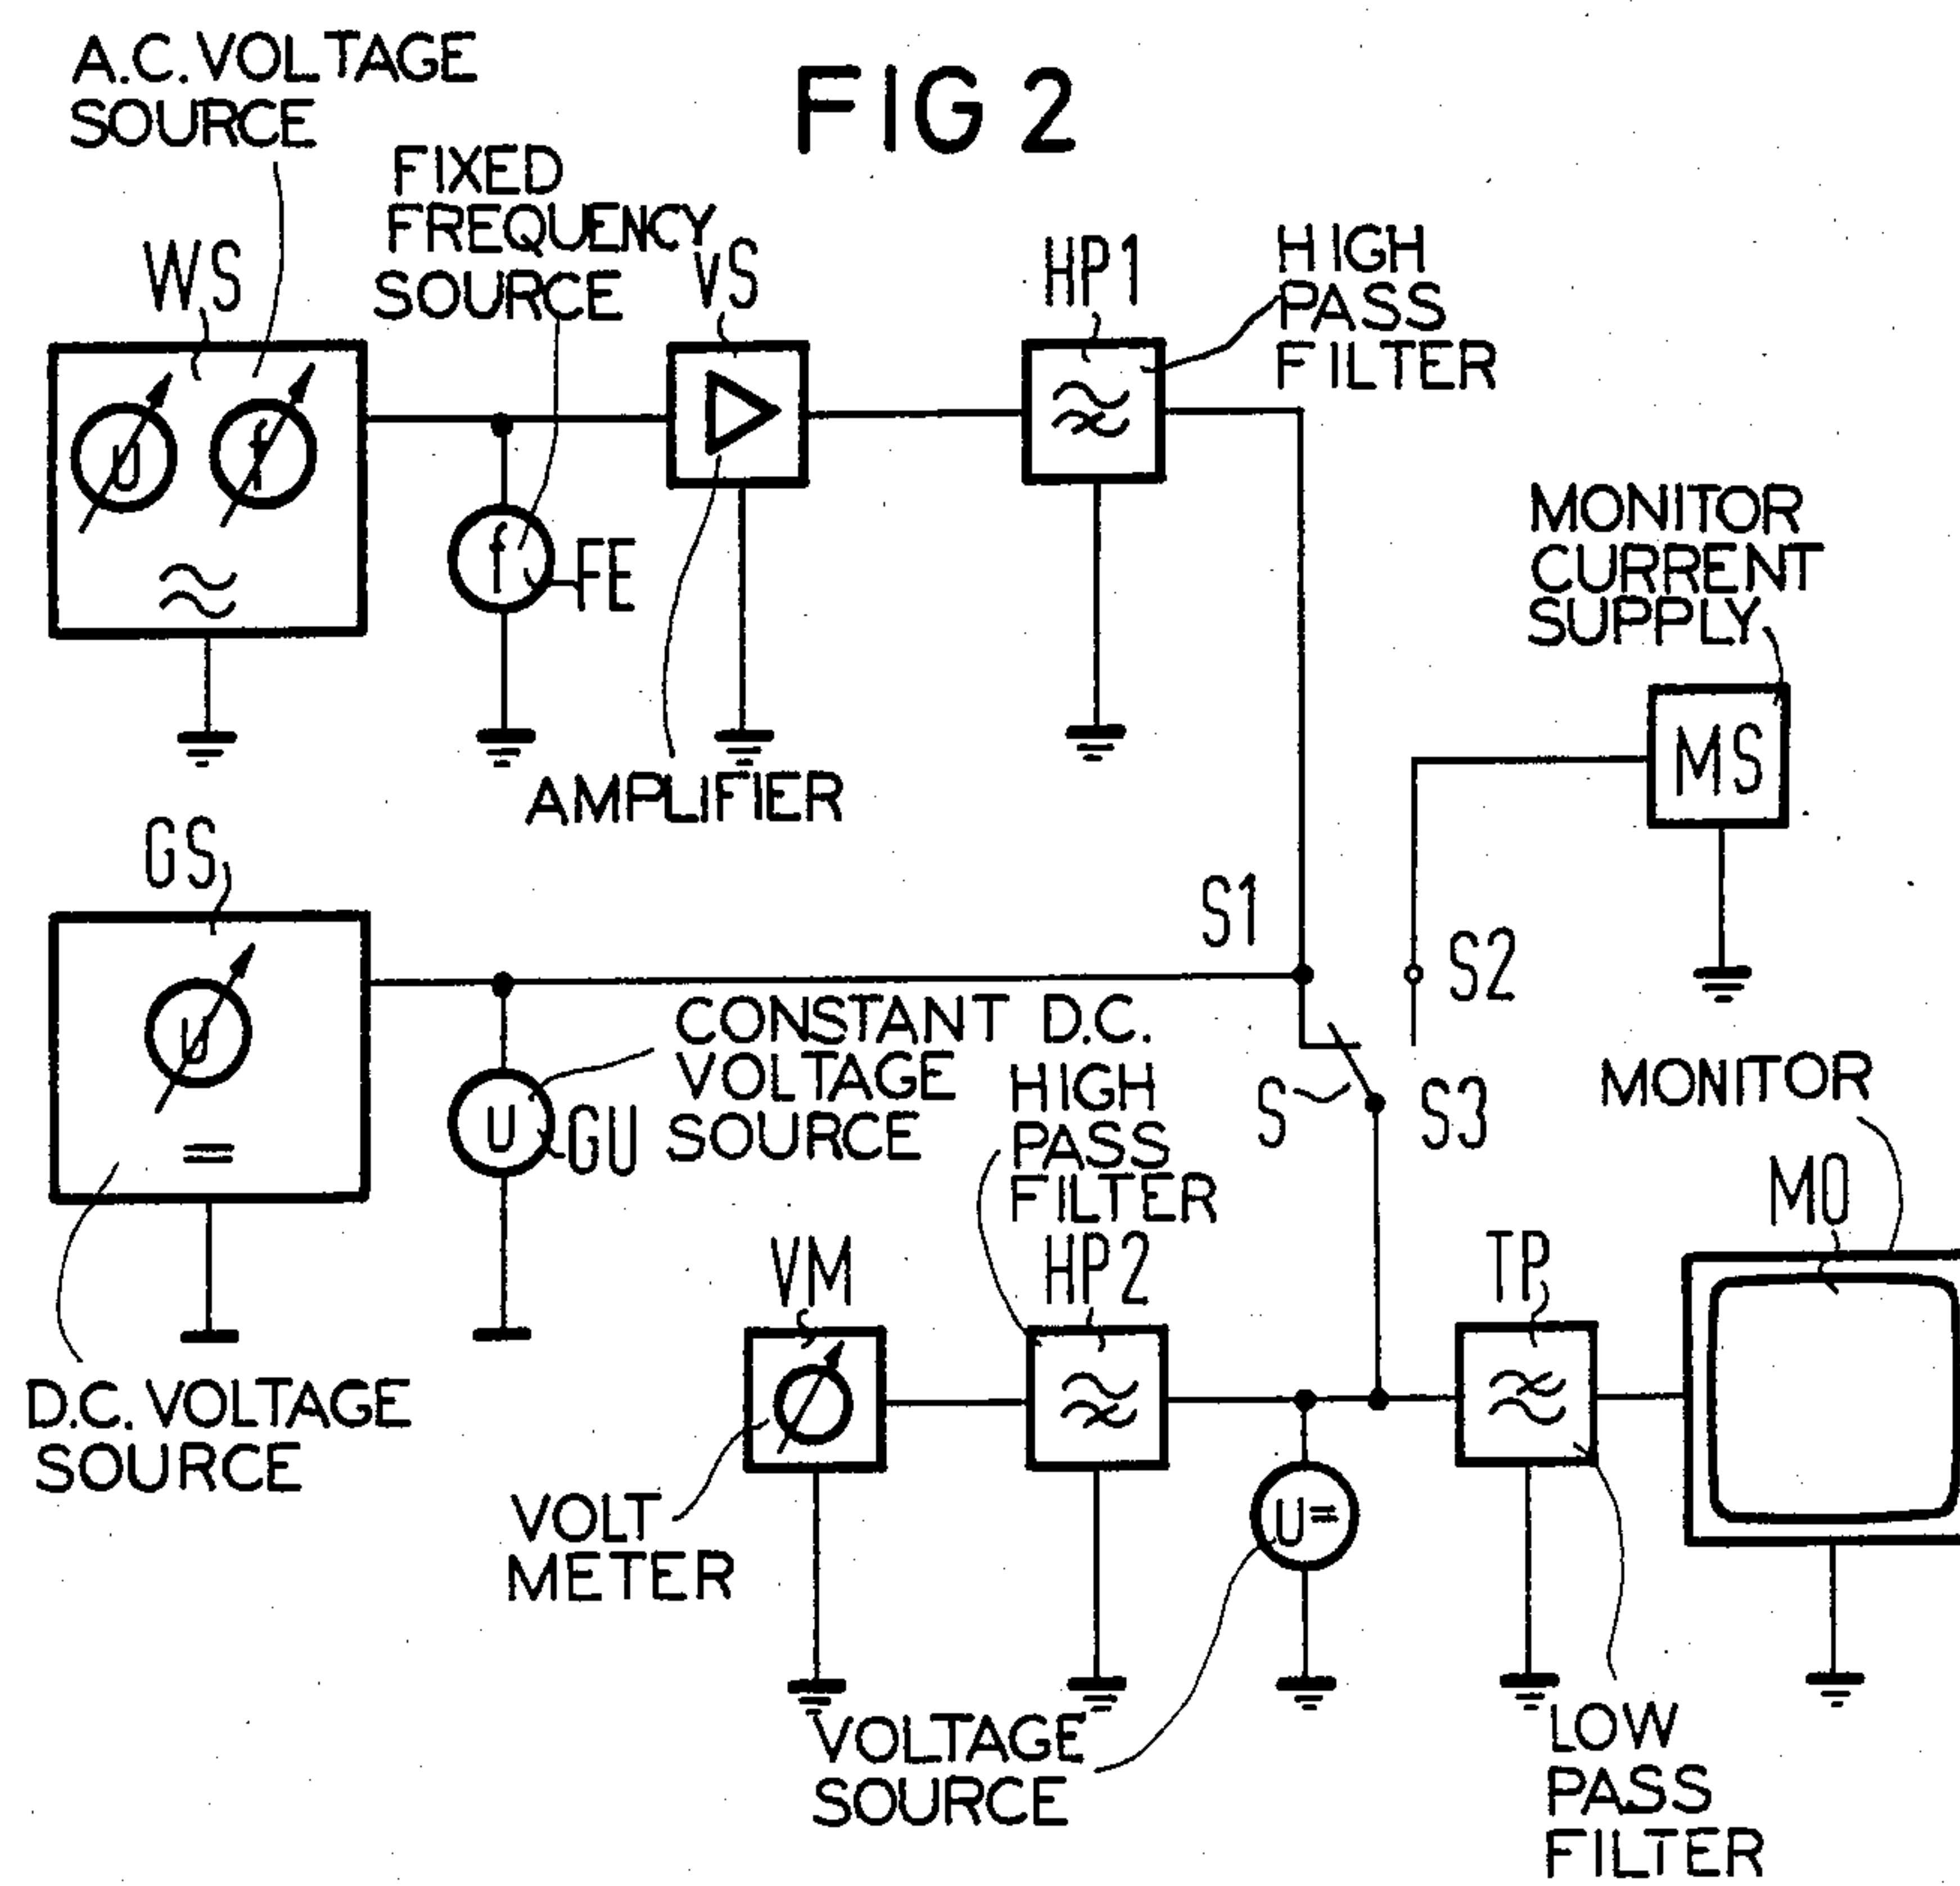 FIG 2
A.C. VOLTAGE
SOURCE
FIXED
FREQUENCY
SOURCE
WS
VS
HP1
HIGH
PASS
FILTER
U
f
f
FE
MONITOR
CURRENT
SUPPLY
MS
AMPLIFIER
GS
S1
S2
U
=
CONSTANT D.C.
VOLTAGE
SOURCE
U
GU
HIGH
PASS
FILTER
S
S3
MONITOR
MO
VM
HP2
TP
D.C. VOLTAGE
SOURCE
VOLT
METER
U=
VOLTAGE
SOURCE
LOW
PASS
FILTER